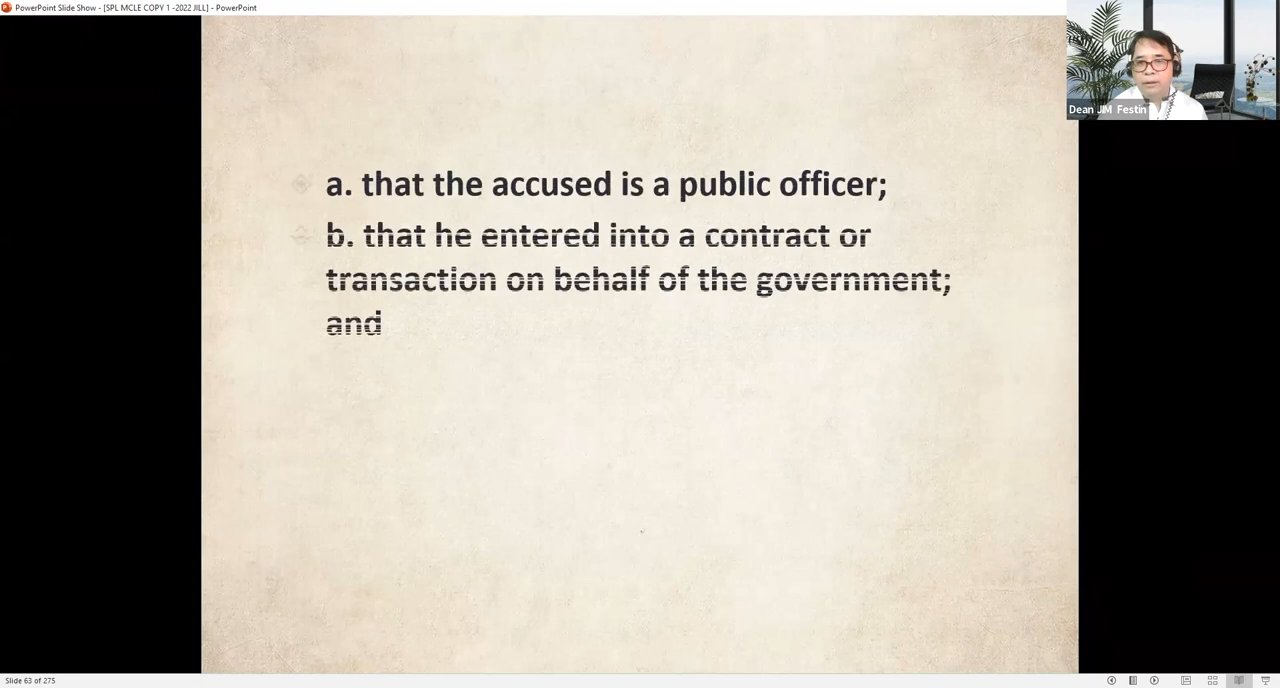 PowerPoint Slide Show - [SPL MCLE COPY 1 -2022 JILL] - PowerPoint
Dean JIM Festin
a. that the accused is a public officer;
b. that he entered into a contract or
transaction on behalf of the government;
and
Slide 63 of 275